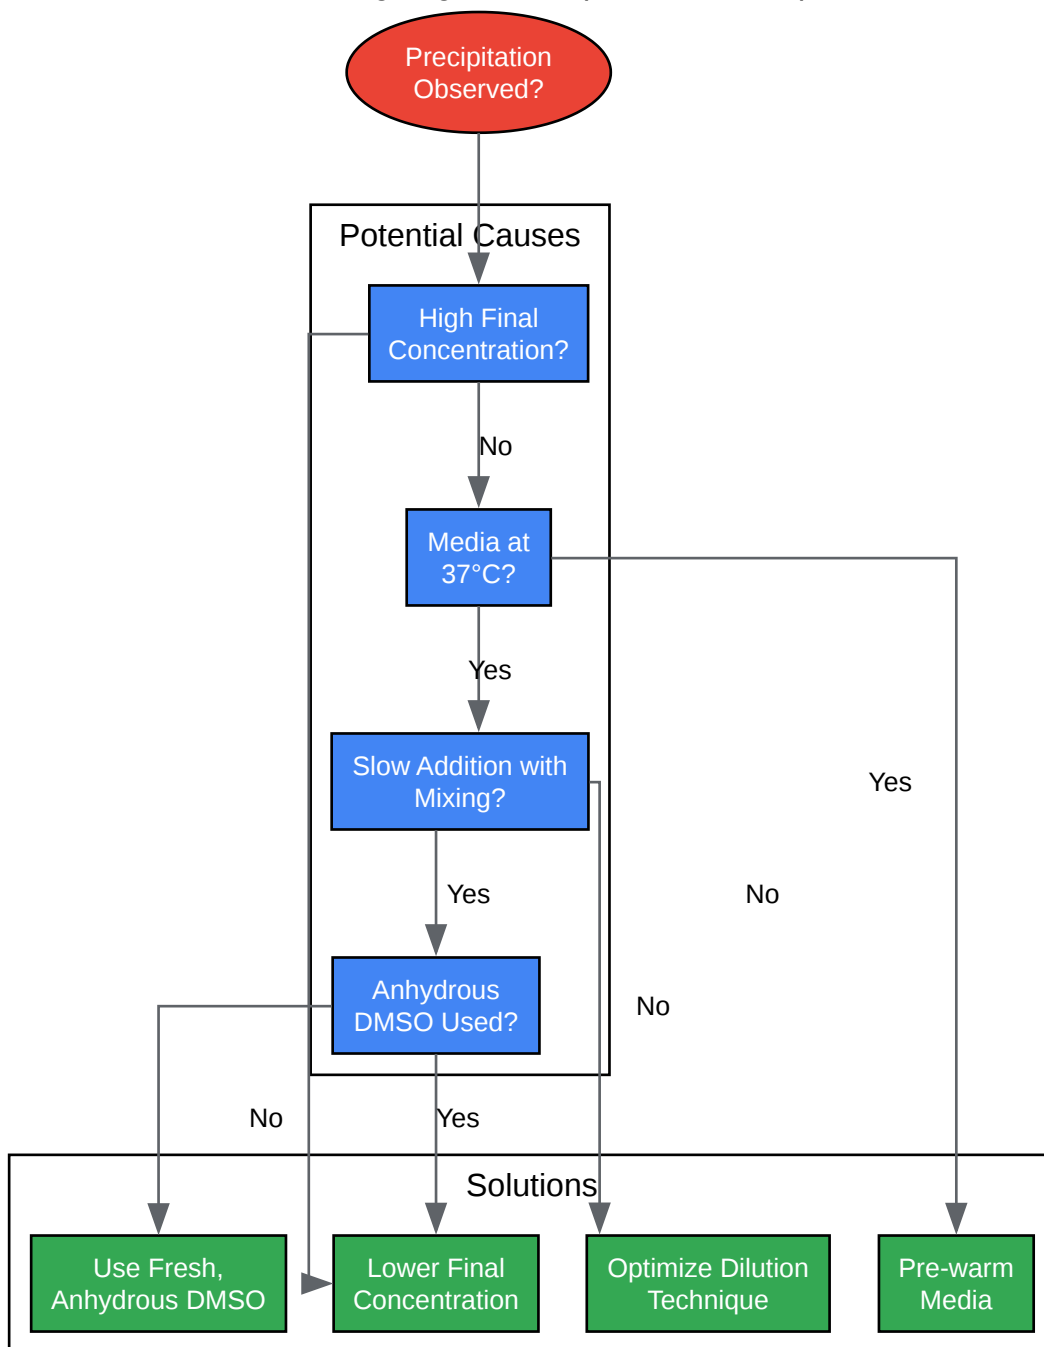 Precipitation
Observed?
Potential Causes
High Final
Concentration?
No
Media at
37°C?
Yes
Slow Addition with
Mixing?
Yes
Yes
No
Anhydrous
DMSO Used?
No
No
Yes
Solutions
Use Fresh,
Anhydrous DMSO
Lower Final
Concentration
Optimize Dilution
Technique
Pre-warm
Media